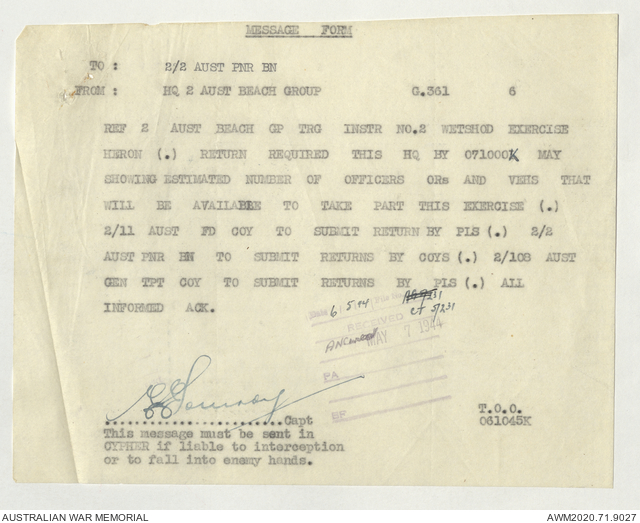 MESSAGE FORM
TO : 2/2 AUST PNR BN
FROM : HQ 2 AUST BEACH GROUP G.361 6
REF 2 AUST BEACH GP TRG INSTR NO.2 WETSHOD EXERCISE
HERON (.) RETURN REQUIRED THIS HQ BY 071000K MAY
SHOWING ESTIMATED NUMBER OF OFFICERS ORs AND VEHS THAT
WILL BE AVAILABLE TO TAKE PART THIS EXERCISE (.)
2/11 AUST FD COY TO SUBMIT RETURN BY PLS (.) 2/2
AUST PNR BN TO SUBMIT RETURNS BY COYS (.) 2/108 AUST
GEN TPT COY TO SUBMIT RETURNS BY PLS (.) ALL
INFORMED ACK.
6.5.44
RECEIVED
MAY 7 1944
PA
BF
Capt
T.O.O.
061045K
This message must be sent in
CYPHER if liable to interception
or to fall into enemy hands.
AUSTRALIAN WAR MEMORIAL AWM2020.71.9027